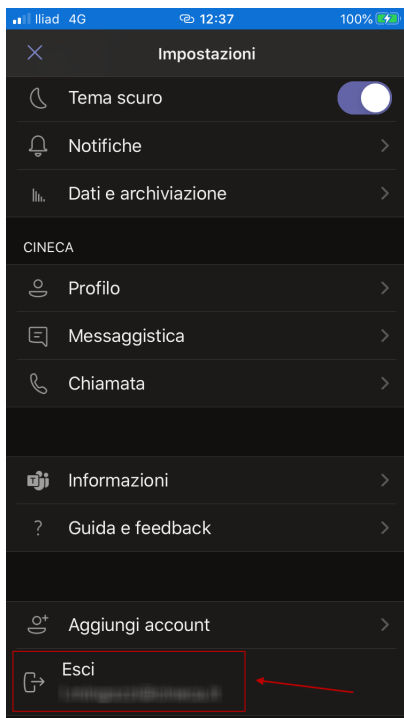 Iliad 4G 12:37 100%
Impostazioni
Tema scuro
Notifiche
Dati e archiviazione
CINECA
Profilo
Messaggistica
Chiamata
Informazioni
? Guida e feedback
Aggiungi account
Esci